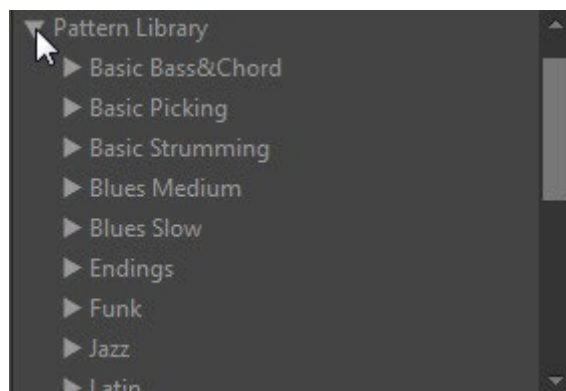 Pattern Library
Basic Bass&Chord
Basic Picking
Basic Strumming
Blues Medium
Blues Slow
Endings
Funk
Jazz
Latin